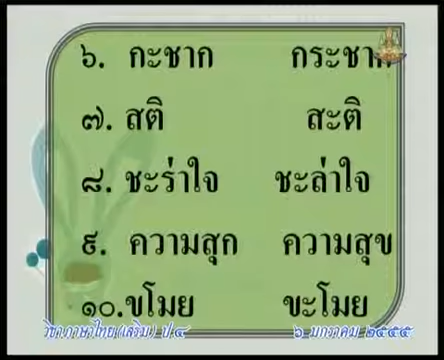 ๖. กะชาก กระชาก
๗. สติ สะติ
๘. ชะร่ำใจ ชะล่าใจ
๙. ความสุก ความสุข
๑๐.ขโมย ขะโมย
วิชาภาษาไทย(เสริม) ป.๔ ๖ มกราคม ๒๕๕๕